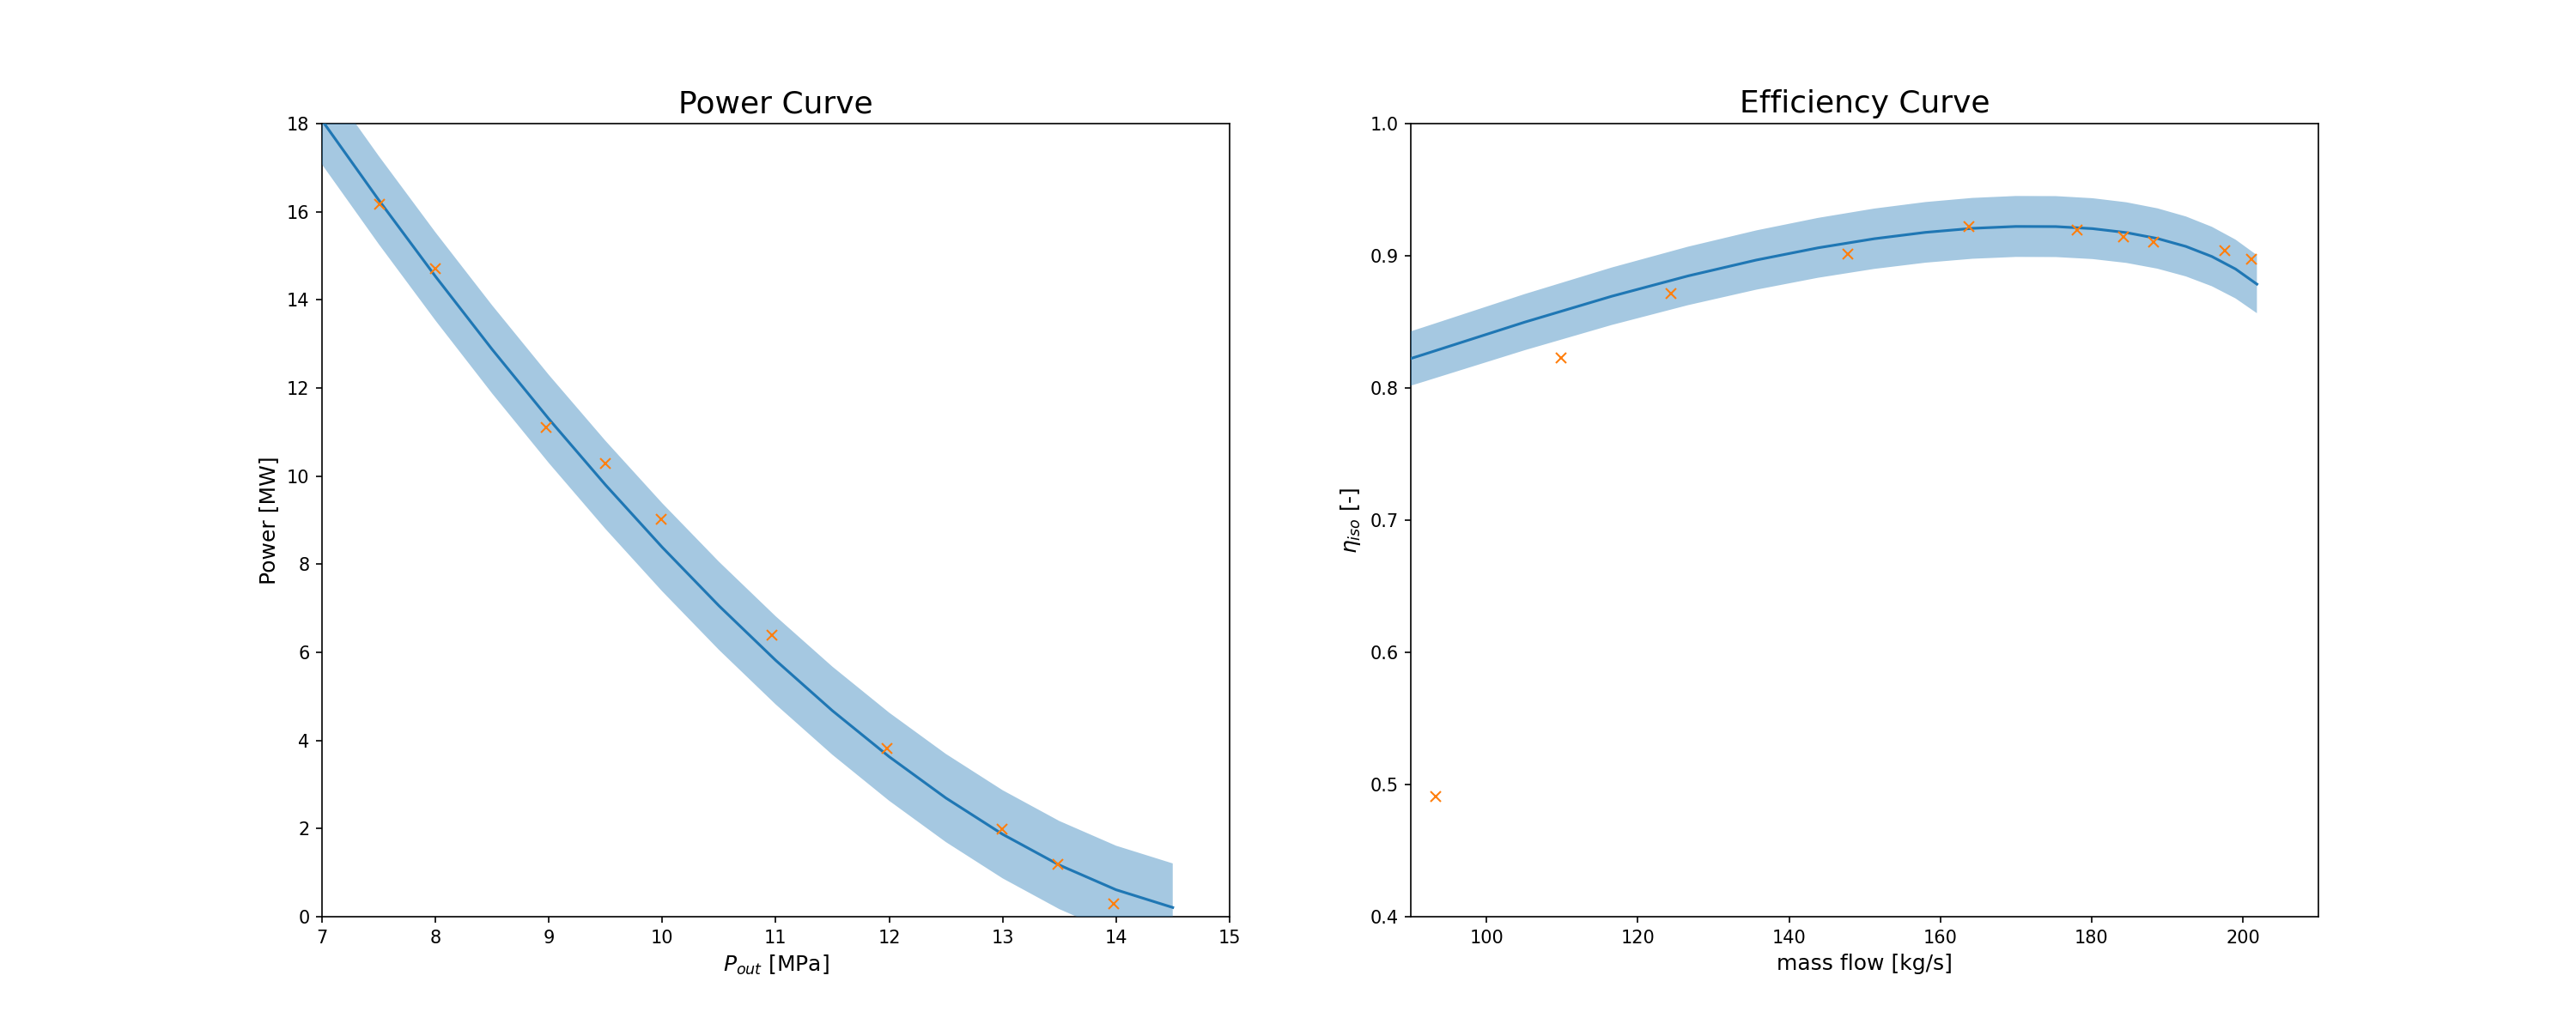 Power Curve
18
16
14
12
10
8
6
4
2
0
Power [MW]
7 8 9 10 11 12 13 14 15
P_out [MPa]
Efficiency Curve
1.0
0.9
0.8
0.7
0.6
0.5
0.4
η_iso [-]
100 120 140 160 180 200
mass flow [kg/s]